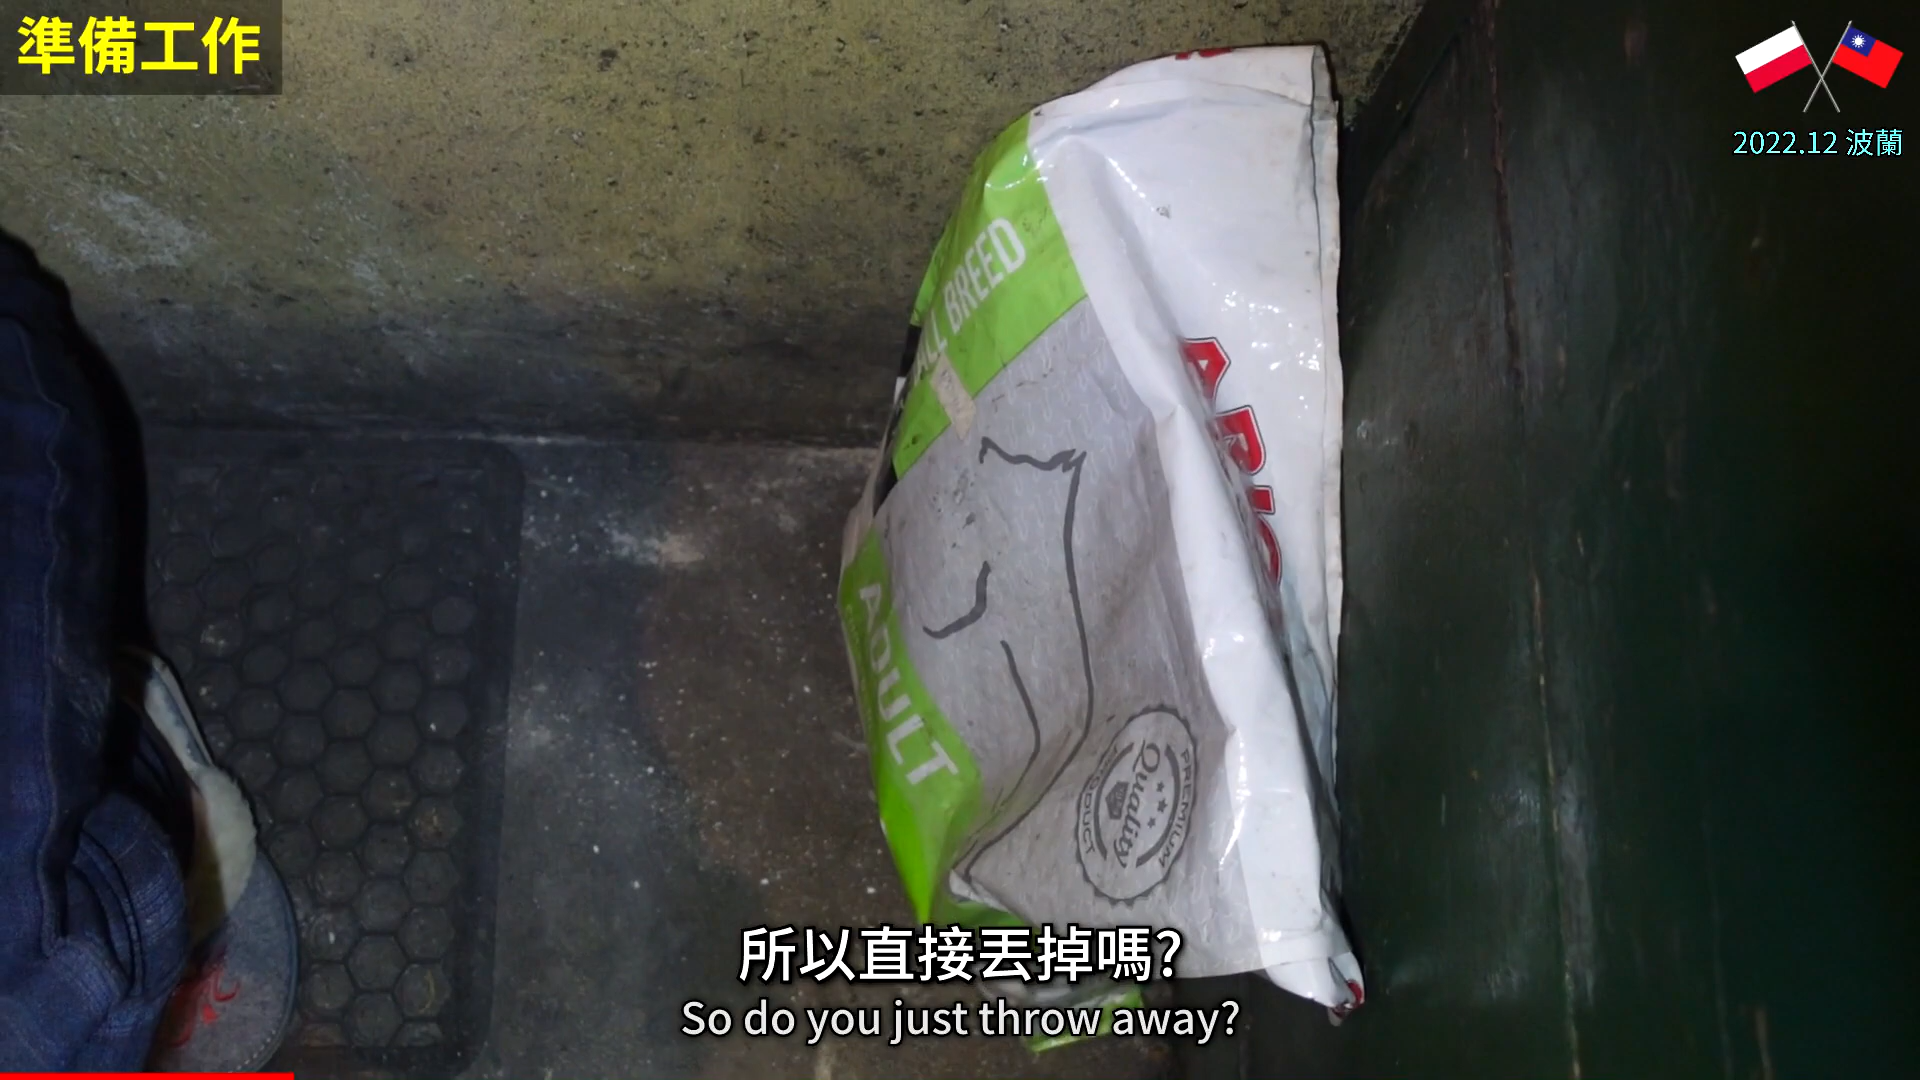 準備工作
2022.12 波蘭
ALL BREED
ADULT
PREMIUM
Quality
PRODUCT
所以直接丟掉嗎?
So do you just throw away?